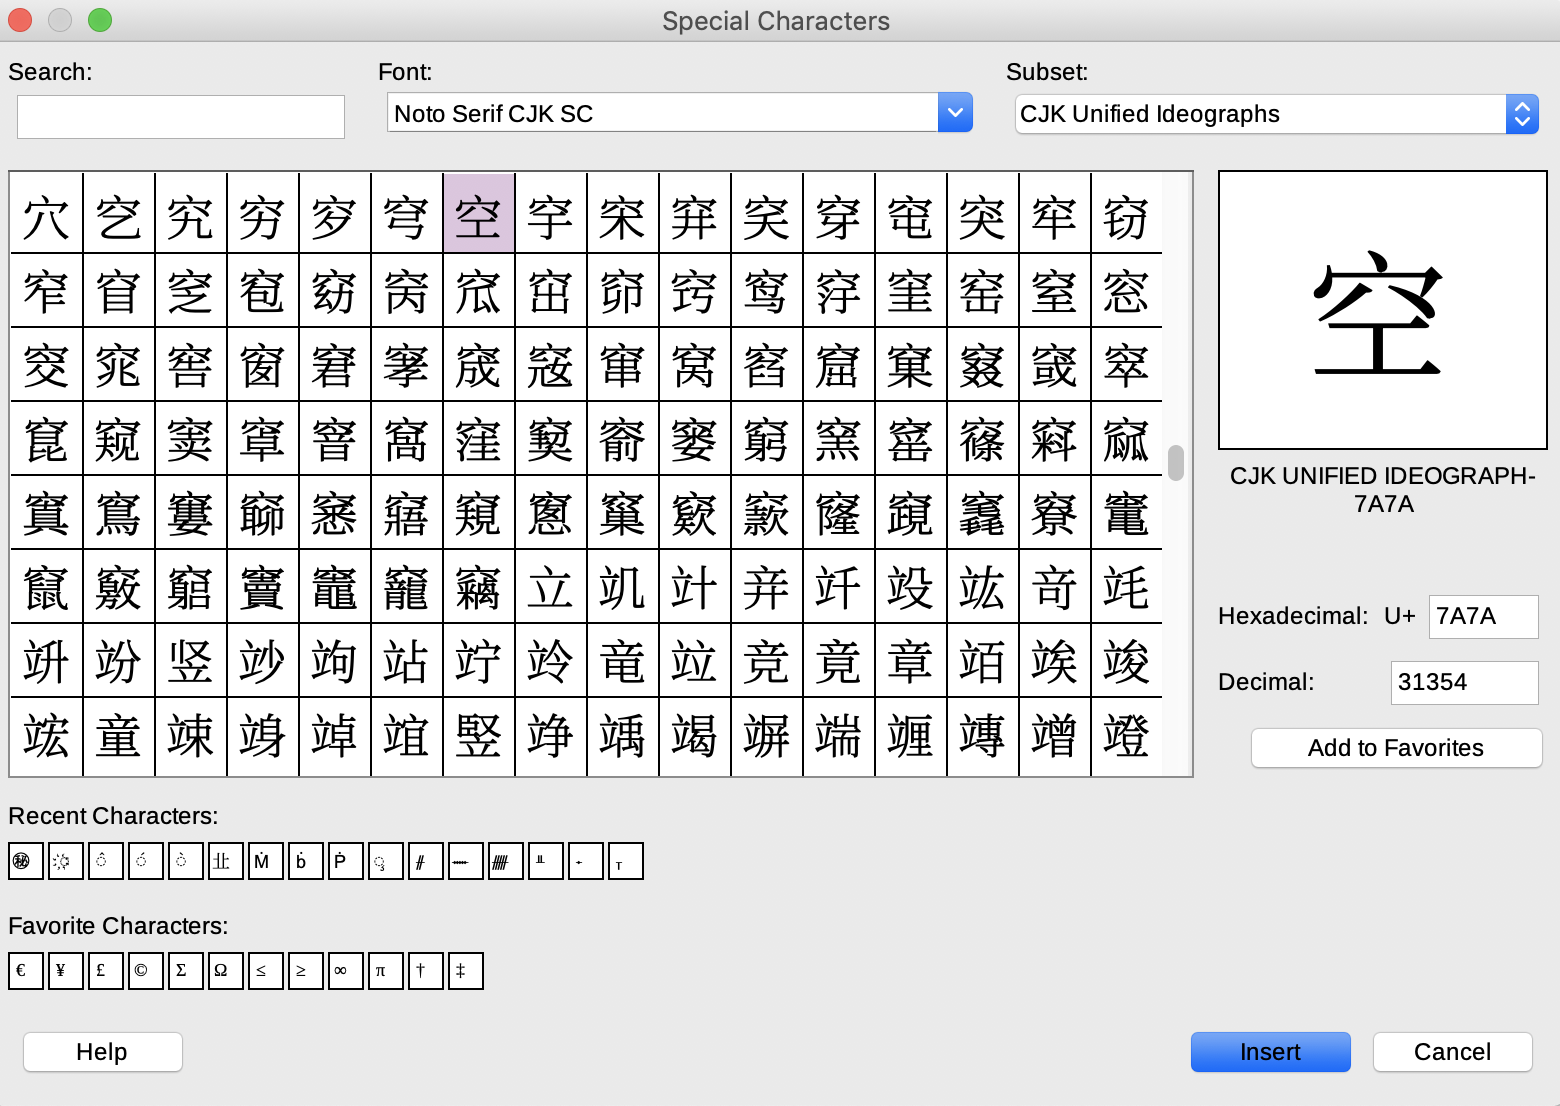 Special Characters
Search:
Font:
Subset:
Noto Serif CJK SC
CJK Unified Ideographs
穴 穵 究 穷 穸 穹 空 穻 穼 穽 穾 穿 窀 突 窂 窃
窄 窅 窆 窇 窈 窉 窊 窋 窌 窍 窎 窏 窐 窑 窒 窓
窔 窕 窖 窗 窘 窙 窚 窛 窜 窝 窞 窟 窠 窡 窢 窣
窤 窥 窦 窧 窨 窩 窪 窫 窬 窭 窮 窯 窰 窱 窲 窳
窴 窵 窶 窷 窸 窹 窺 窻 窼 窽 窾 窿 竀 竁 竂 竃
竄 竅 竆 竇 竈 竉 竊 立 竌 竍 竎 竏 竐 竑 竒 竓
竔 竕 竖 竗 竘 站 竚 竛 竜 竝 竞 竟 章 竡 竢 竣
竤 童 竦 竧 竨 竩 竪 竫 竬 竭 竮 端 竰 竱 竲 竳
空
CJK UNIFIED IDEOGRAPH-
7A7A
Hexadecimal: U+ 7A7A
Decimal: 31354
Add to Favorites
Recent Characters:
㊙ Ṁ ḃ Ṗ
Favorite Characters:
€ ¥ £ © Σ Ω ≤ ≥ ∞ π † ‡
Help
Insert
Cancel